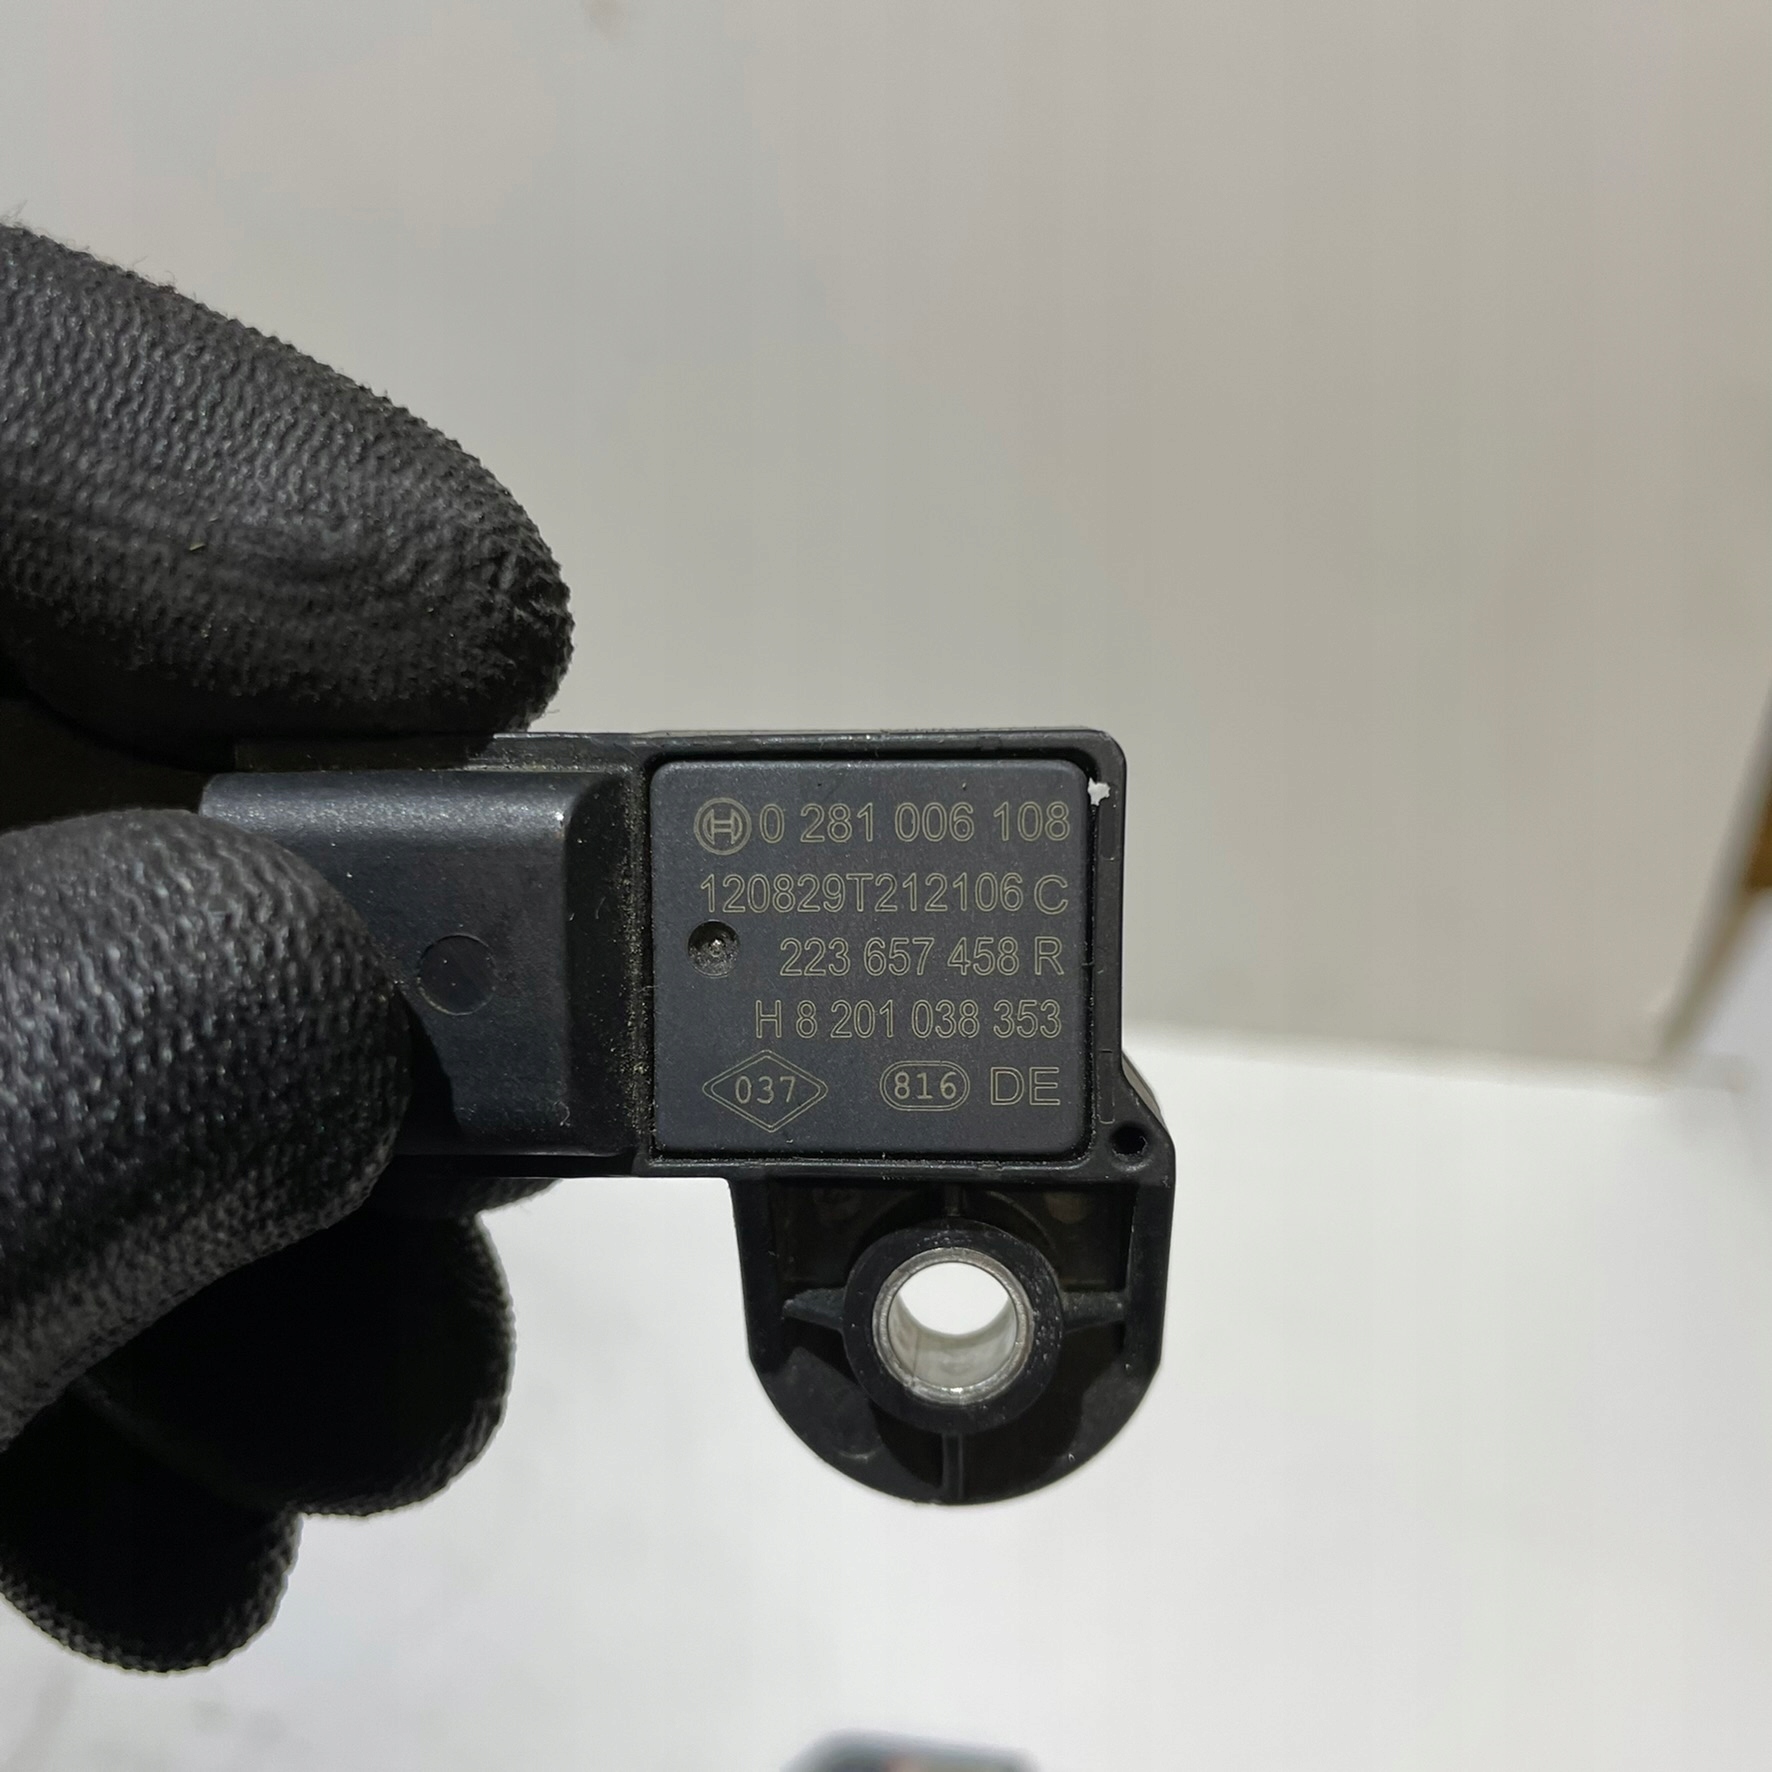 H 0 281 006 108
120829T212106 C
223 657 458 R
H 8 201 038 353
037 816 DE